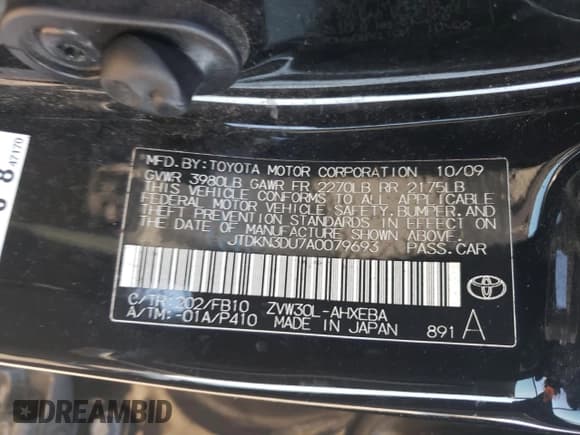 MFD.BY:TOYOTA MOTOR CORPORATION 10/09
GVWR 3980LB GAWR FR 2270LB RR 2175LB
THIS VEHICLE CONFORMS TO ALL APPLICABLE
FEDERAL MOTOR VEHICLE SAFETY, BUMPER, AND
THEFT PREVENTION STANDARDS IN EFFECT ON
THE DATE OF MANUFACTURE SHOWN ABOVE.
JTDKN3DU7A0079693 PASS.CAR
C/TR:202/FB10 ZVW30L-AHXEBA
A/TM:-01A/P410 MADE IN JAPAN 891 A
47170
8
DREAMBID